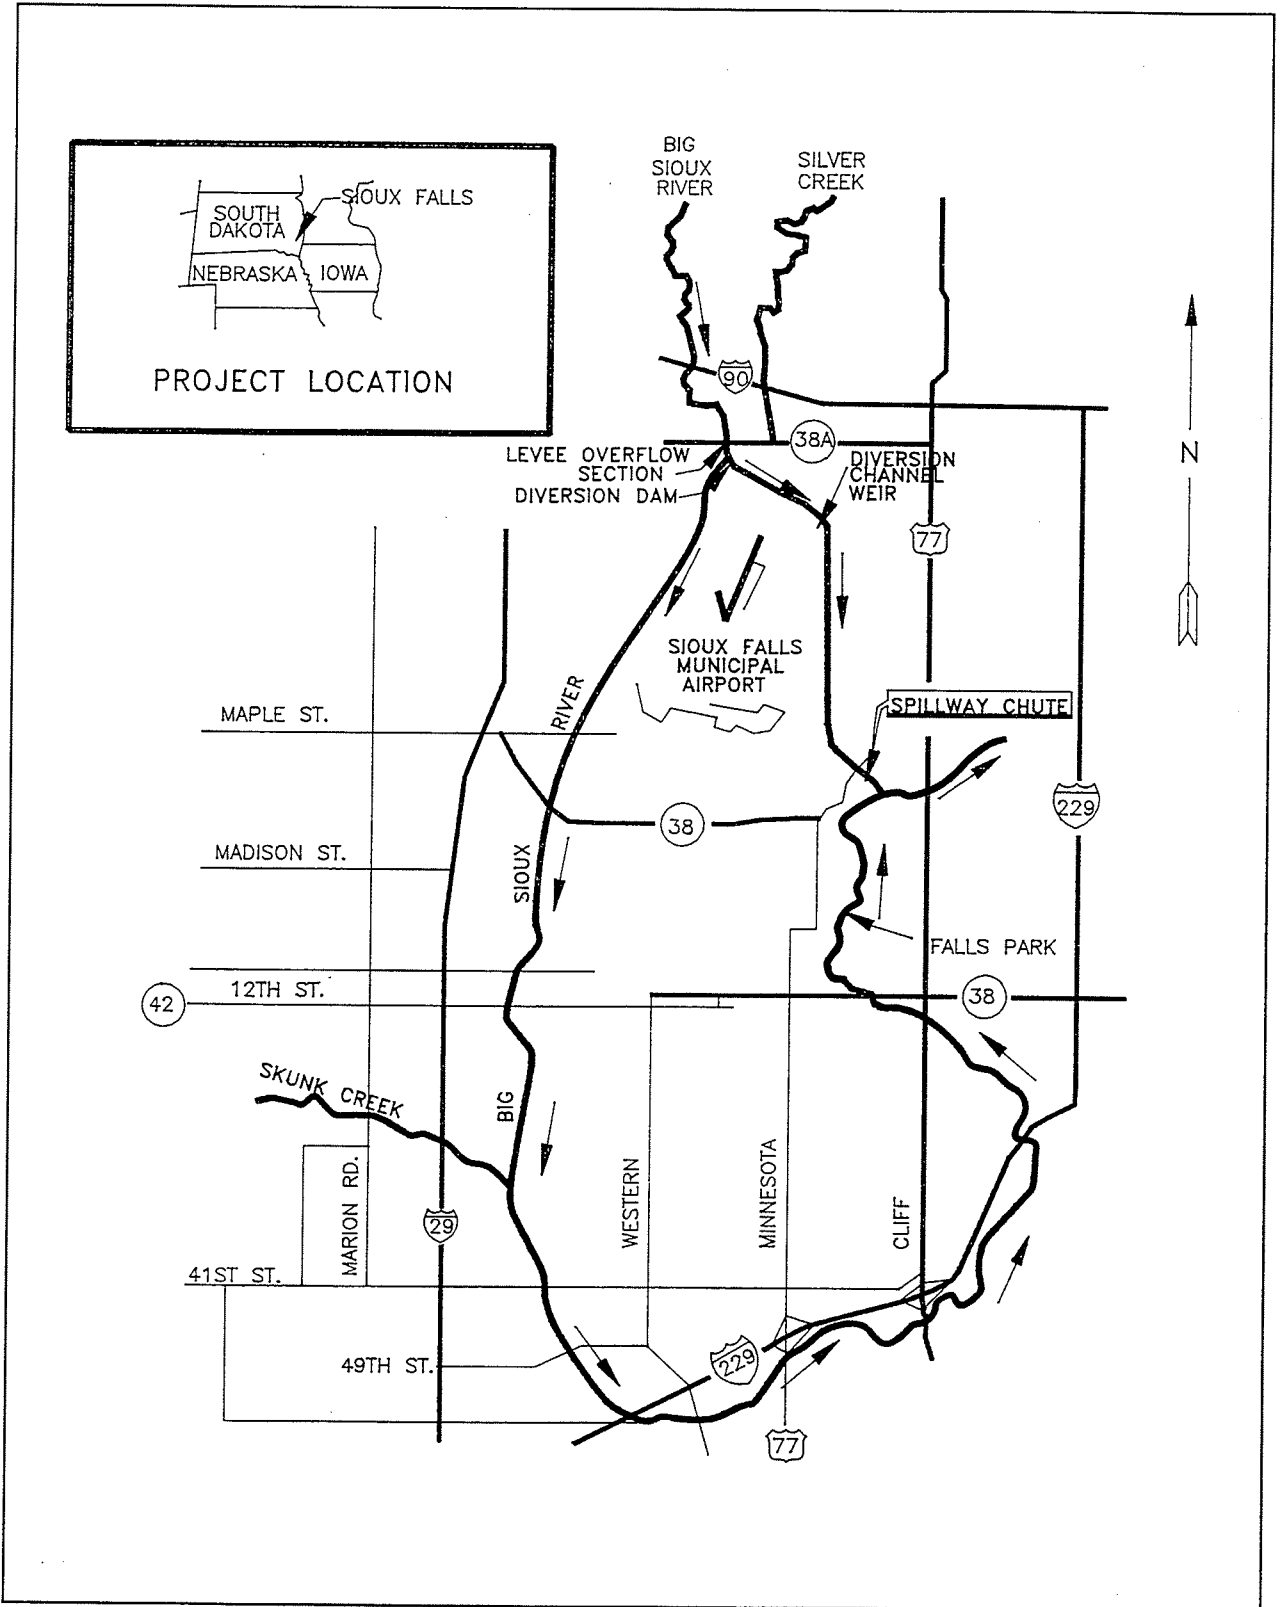 BIG
SIOUX
RIVER
SILVER
CREEK
SIOUX FALLS
SOUTH
DAKOTA
NEBRASKA
IOWA
PROJECT LOCATION
90
38A
LEVEE OVERFLOW
SECTION
DIVERSION DAM
DIVERSION
CHANNEL
WEIR
N
77
SIOUX FALLS
MUNICIPAL
AIRPORT
SPILLWAY CHUTE
MAPLE ST.
RIVER
229
38
MADISON ST.
SIOUX
FALLS PARK
12TH ST.
42
38
SKUNK CREEK
BIG
MARION RD.
29
WESTERN
MINNESOTA
CLIFF
41ST ST.
49TH ST.
229
77